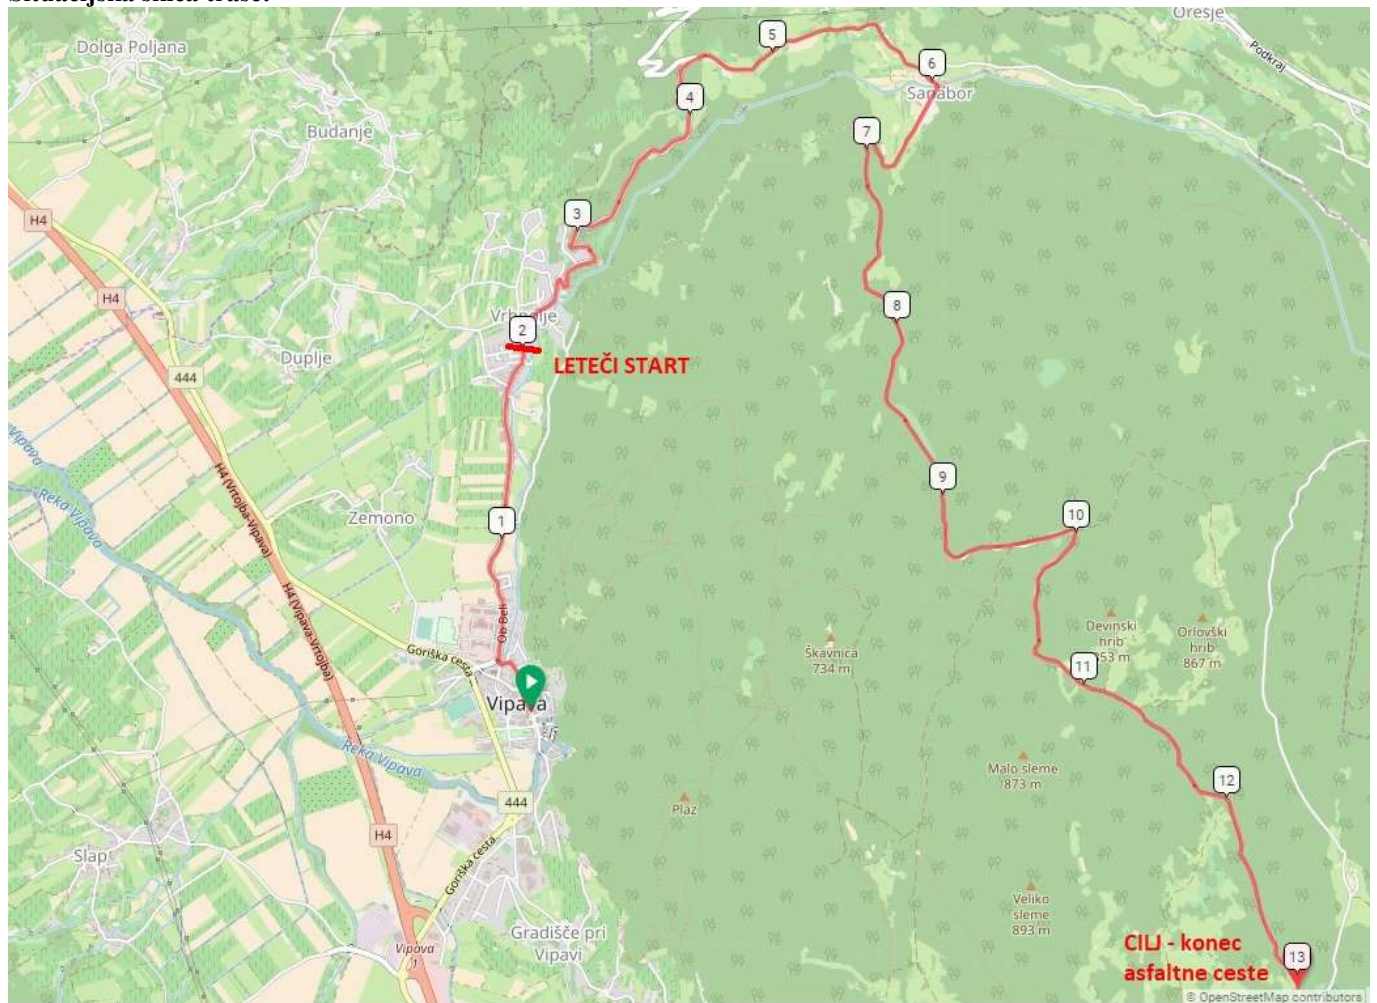 Dolga Poljana
Orešje
Podkraj
5
6
Sanabor
4
Budanje
7
3
H4
H4
8
Vrhpolje
2
LETEČI START
Duplje
444
Vipava
Reka Vipava
H4 (Vrtojba-Vipava)
9
Zemono
1
10
H4 (Vipava-Vrtojba)
Ob Beli
Goriška cesta
Devinski
hrib
853 m
Orlovški
hrib
867 m
Škavnica
734 m
11
Vipava
Reka Vipava
Malo sleme
873 m
12
Plaz
444
H4
Goriška cesta
Slap
Veliko
sleme
893 m
Gradišče pri
Vipavi
Vipava
1
CILJ - konec
asfaltne ceste
13
© OpenStreetMap contributors